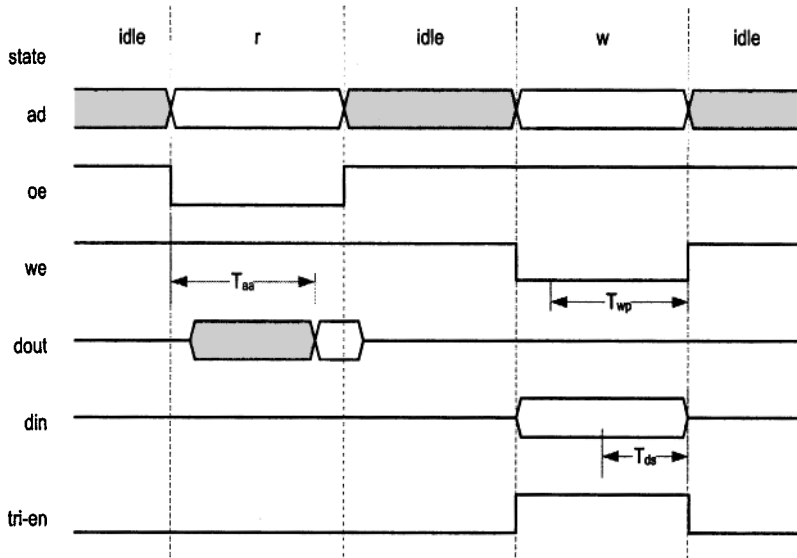 idle r idle w idle
state
ad
oe
we
Taa
Twp
dout
din
Tds
tri-en